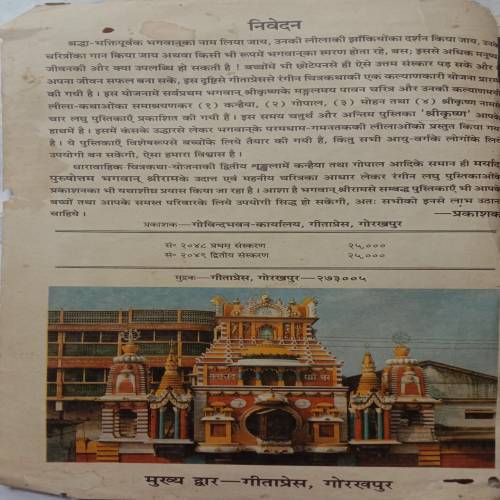 निवेदन
श्रद्धा-भक्तिपूर्वक भगवान्‌का नाम लिया जाय, उनकी लीलाकी झाँकियोंका दर्शन किया जाय, उनके
चरित्रोंका गान किया जाय अथवा किसी भी रूपमें भगवान्‌का स्मरण होता रहे, बस; इससे अधिक मनुष्य
जीवनकी और क्या उपलब्धि हो सकती है ! बच्चोंमें भी छोटेपनसे ही ऐसे उत्तम संस्कार पड़ सकें और
अपना जीवन सफल बना सकें, इस दृष्टिसे गीताप्रेससे रंगीन चित्रकथाकी एक कल्याणकारी योजना प्रारम्भ
की गयी है । इस योजनामें सर्वप्रथम भगवान् श्रीकृष्णके मङ्गलमय पावन चरित्र और उनकी कल्याणमयी
लीला-कथाओंका समाश्रयणकर (१) कन्हैया, (२) गोपाल, (३) मोहन तथा (४) श्रीकृष्ण नामसे
चार लघु पुस्तिकाएँ प्रकाशित की गयी हैं । इस समय चतुर्थ और अन्तिम पुस्तिका 'श्रीकृष्ण' आपके
हाथमें है । इसमें कंसके उद्धारसे लेकर भगवान्‌के परमधाम-गमनतककी लीलाओंको प्रस्तुत किया गया
है । ये पुस्तिकाएँ विशेषरूपसे बच्चोंके लिये तैयार की गयी हैं, किंतु सभी आयु-वर्गके लोगोंके लिये
उपयोगी बन सकेंगी, ऐसा हमारा विश्वास है ।
धारावाहिक चित्रकथा-योजनाकी द्वितीय शृङ्खलामें कन्हैया तथा गोपाल आदिके समान ही मर्यादा
पुरुषोत्तम भगवान् श्रीरामके उदात्त एवं महनीय चरित्रका आधार लेकर रंगीन लघु पुस्तिकाओंके
प्रकाशनका भी यथाशीघ्र प्रयास किया जा रहा है । आशा है भगवान् श्रीरामसे सम्बद्ध पुस्तिकाएँ भी आपके
बच्चों तथा आपके समस्त परिवारके लिये उपयोगी सिद्ध हो सकेंगी, अतः सभीको इनसे लाभ उठाना
चाहिये ।
—प्रकाशक
प्रकाशक—गोविन्दभवन-कार्यालय, गीताप्रेस, गोरखपुर
सं॰ २०४८ प्रथम संस्करण २५,०००
सं॰ २०४९ द्वितीय संस्करण २५,०००
मुद्रक—गीताप्रेस, गोरखपुर—२७३००५
मुख्य द्वार—गीताप्रेस, गोरखपुर